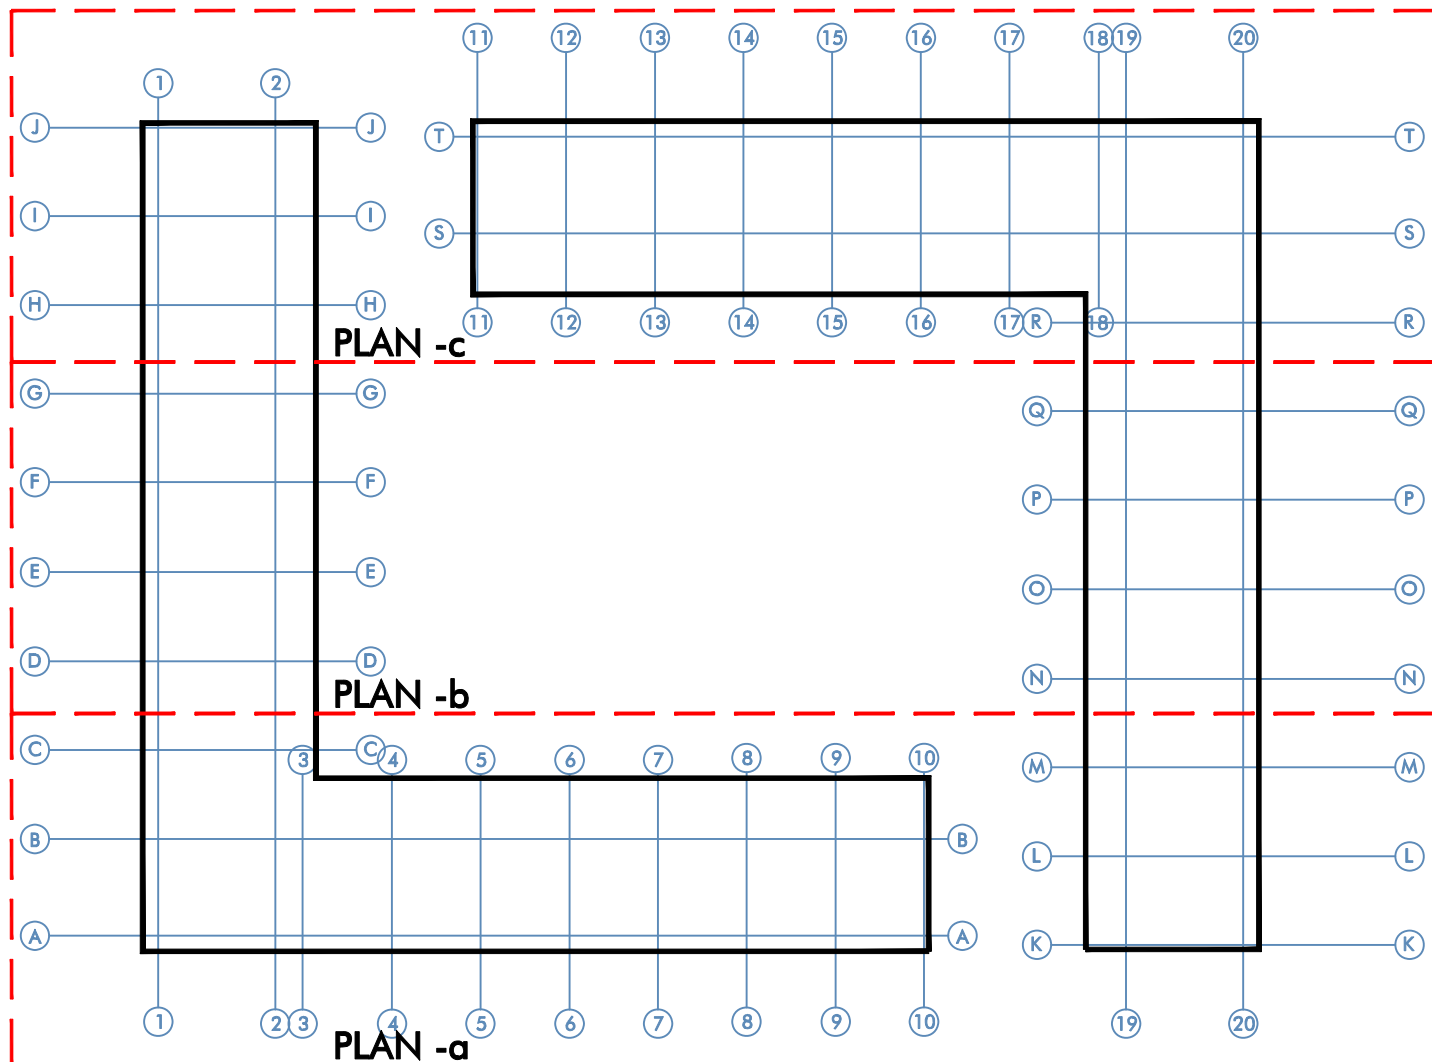 11 12 13 14 15 16 17 18 19 20
1 2
J J
T T
I I
S S
H H
11 12 13 14 15 16 17 R 18 R
PLAN -c
G G
Q Q
F F
P P
E E
O O
D D
N N
PLAN -b
C C
3 4 5 6 7 8 9 10
M M
B B
L L
A A
K K
1 2 3 4 5 6 7 8 9 10 19 20
PLAN -a